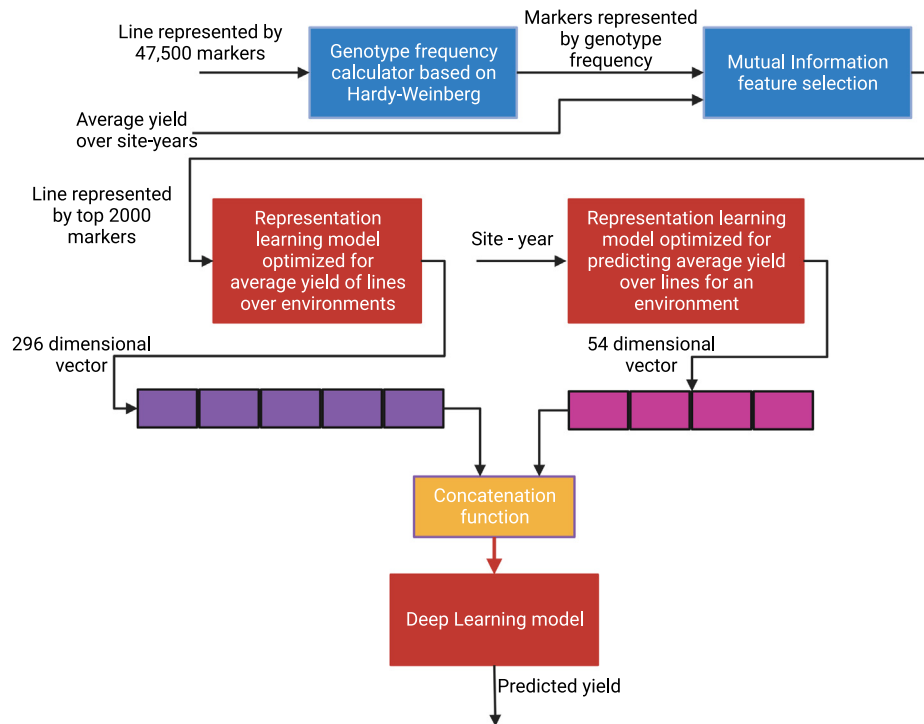 Line represented by
47,500 markers
Genotype frequency
calculator based on
Hardy-Weinberg
Markers represented
by genotype
frequency
Mutual Information
feature selection
Average yield
over site-years
Line represented
by top 2000
markers
Representation
learning model
optimized for
average yield of lines
over environments
Site - year
Representation learning
model optimized for
predicting average yield
over lines for an
environment
296 dimensional
vector
54 dimensional
vector
Concatenation
function
Deep Learning model
Predicted yield